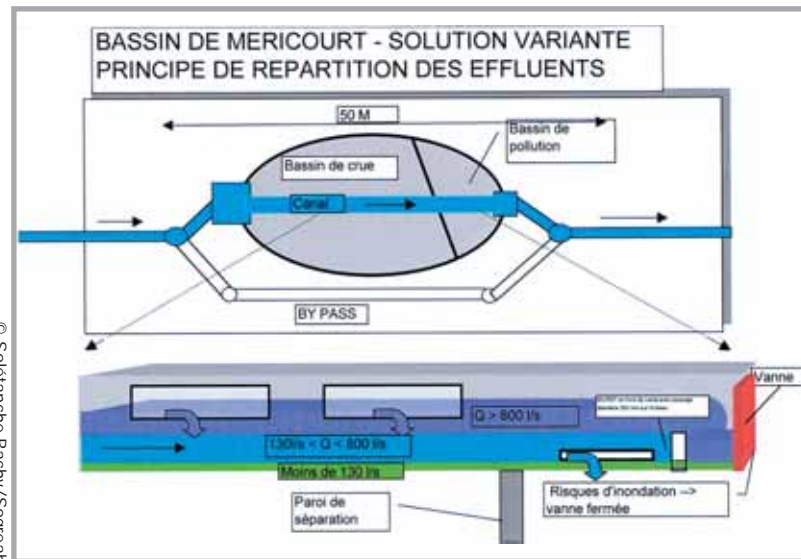 BASSIN DE MERICOURT - SOLUTION VARIANTE
PRINCIPE DE REPARTITION DES EFFLUENTS
50 M
Bassin de
pollution
Bassin de crue
Canal
BY PASS
Vanne
Q > 800 l/s
130l/s < Q < 800 l/s
Moins de 130 l/s
Paroi de
séparation
Risques d'inondation -->
vanne fermée
© Solétanche Bachy/Sogreah